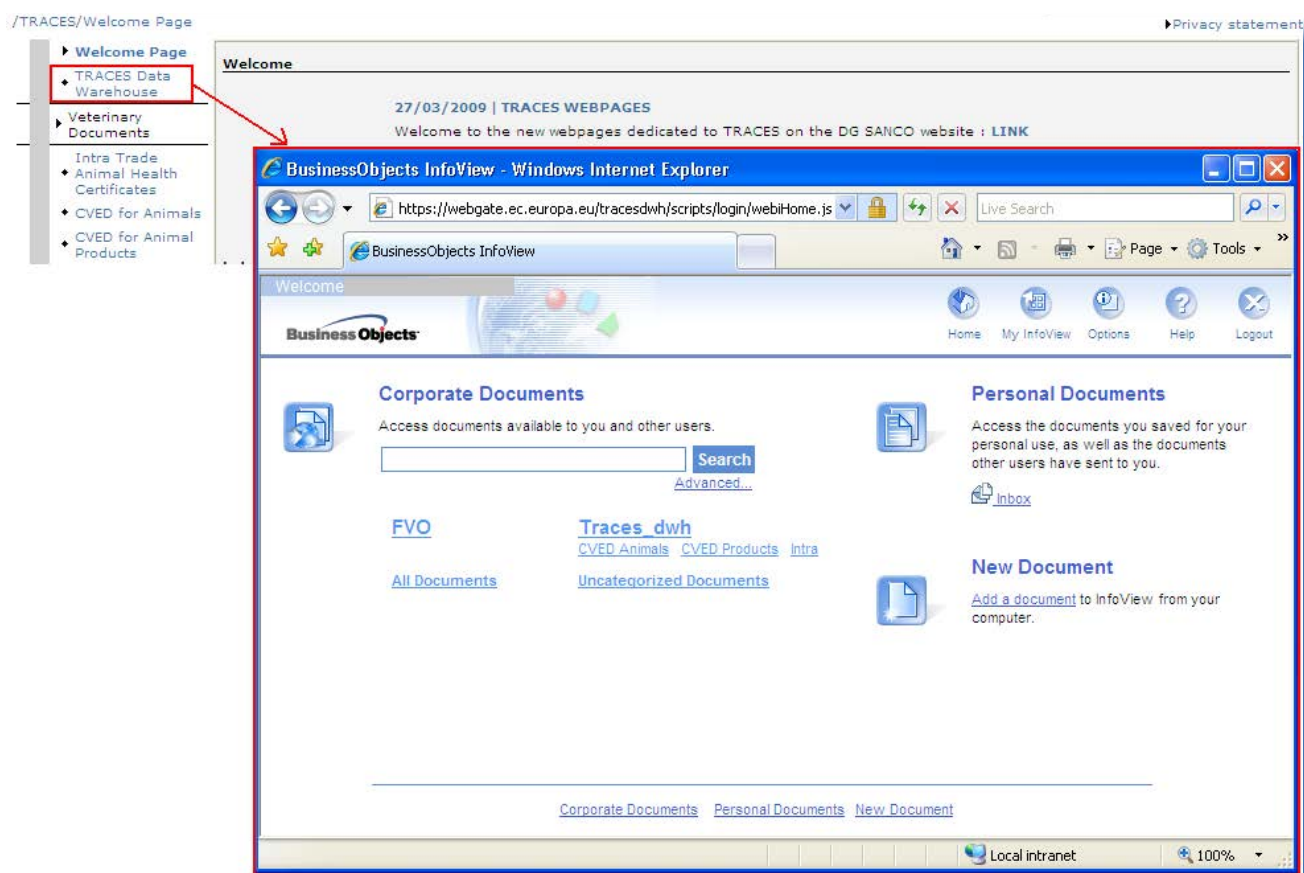 /TRACES/Welcome Page
Privacy statement
Welcome Page
TRACES Data
Warehouse
Veterinary
Documents
Intra Trade
Animal Health
Certificates
CVED for Animals
CVED for Animal
Products
Welcome
27/03/2009 | TRACES WEBPAGES
Welcome to the new webpages dedicated to TRACES on the DG SANCO website : LINK
BusinessObjects InfoView - Windows Internet Explorer
https://webgate.ec.europa.eu/tracesdwh/scripts/login/webiHome.js
Live Search
BusinessObjects InfoView
Page
Tools
Welcome
Business Objects
Home My InfoView Options Help Logout
Corporate Documents
Access documents available to you and other users.
Search
Advanced...
FVO
Traces_dwh
CVED Animals CVED Products Intra
All Documents
Uncategorized Documents
Personal Documents
Access the documents you saved for your
personal use, as well as the documents
other users have sent to you.
Inbox
New Document
Add a document to InfoView from your
computer.
Corporate Documents Personal Documents New Document
Local intranet
100%